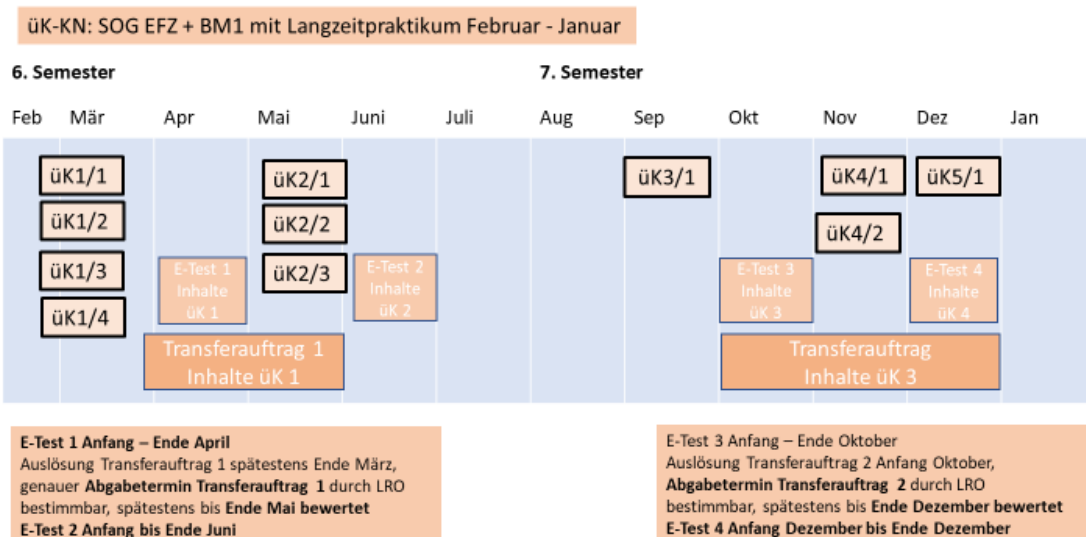 üK-KN: SOG EFZ + BM1 mit Langzeitpraktikum Februar - Januar
6. Semester
7. Semester
Feb Mär Apr Mai Juni Juli Aug Sep Okt Nov Dez Jan
üK1/1
üK1/2
üK1/3
üK1/4
E-Test 1
Inhalte
üK 1
üK2/1
üK2/2
üK2/3
E-Test 2
Inhalte
üK 2
Transferauftrag 1
Inhalte üK 1
üK3/1
E-Test 3
Inhalte
üK 3
üK4/1
üK4/2
üK5/1
E-Test 4
Inhalte
üK 4
Transferauftrag
Inhalte üK 3
E-Test 1 Anfang – Ende April
Auslösung Transferauftrag 1 spätestens Ende März,
genauer Abgabetermin Transferauftrag 1 durch LRO
bestimmbar, spätestens bis Ende Mai bewertet
E-Test 2 Anfang bis Ende Juni
E-Test 3 Anfang – Ende Oktober
Auslösung Transferauftrag 2 Anfang Oktober,
Abgabetermin Transferauftrag 2 durch LRO
bestimmbar, spätestens bis Ende Dezember bewertet
E-Test 4 Anfang Dezember bis Ende Dezember